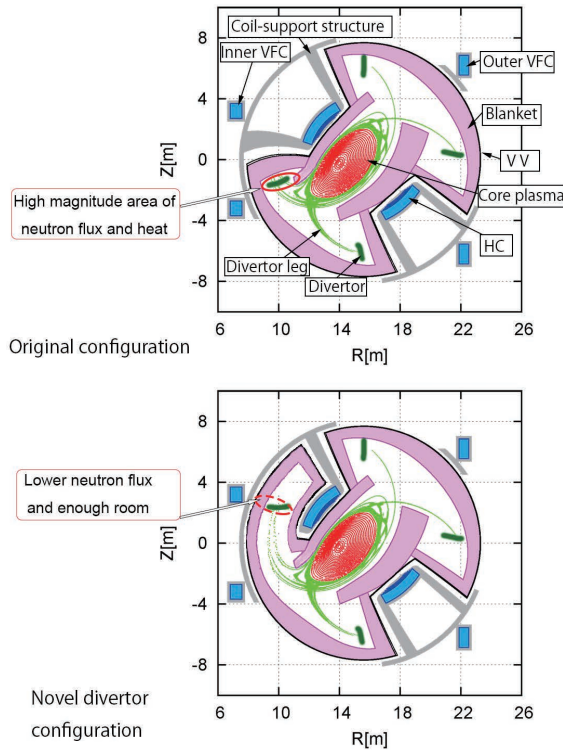 Coil-support structure
Inner VFC
Outer VFC
Blanket
V V
Core plasma
HC
High magnitude area of
neutron flux and heat
Divertor leg
Divertor
8
4
0
-4
-8
Z[m]
6 10 14 18 22 26
R[m]
Original configuration
Lower neutron flux
and enough room
8
4
0
-4
-8
Z[m]
6 10 14 18 22 26
R[m]
Novel divertor
configuration